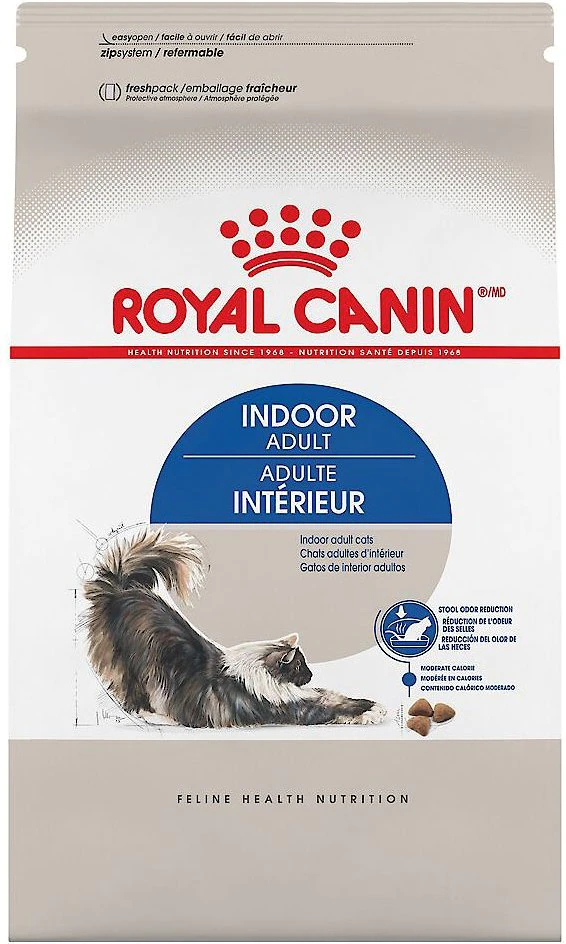 easyopen / facile à ouvrir / fácil de abrir
zipsystem / refermable
freshpack / emballage fraîcheur
Protective atmosphere / Atmosphère protégée
ROYAL CANIN ®/MD
HEALTH NUTRITION SINCE 1968 - NUTRITION SANTÉ DEPUIS 1968
INDOOR
ADULT
ADULTE
INTÉRIEUR
Indoor adult cats
Chats adultes d'intérieur
Gatos de interior adultos
STOOL ODOR REDUCTION
RÉDUCTION DE L'ODEUR
DES SELLES
REDUCCIÓN DEL OLOR DE
LAS HECES
MODERATE CALORIE
MODÉRÉE EN CALORIES
CONTENIDO CALÓRICO MODERADO
FELINE HEALTH NUTRITION